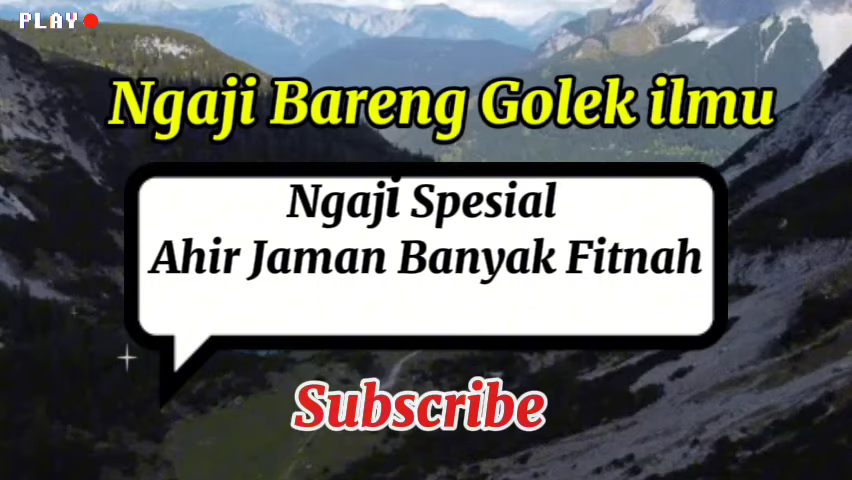 PLAY
Ngaji Bareng Golek ilmu
Ngaji Spesial
Ahir Jaman Banyak Fitnah
Subscribe